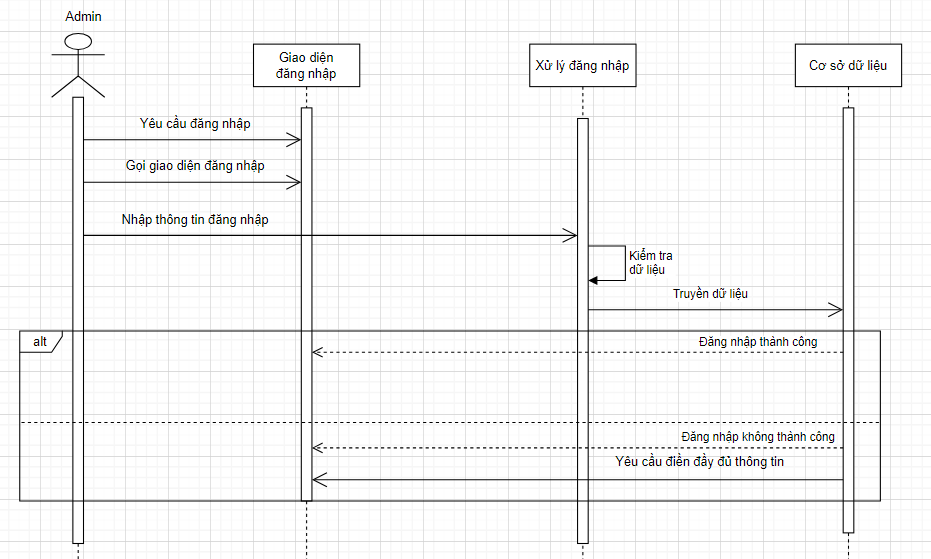 Admin
Giao diện
đăng nhập
Xử lý đăng nhập
Cơ sở dữ liệu
Yêu cầu đăng nhập
Gọi giao diện đăng nhập
Nhập thông tin đăng nhập
Kiểm tra
dữ liệu
Truyền dữ liệu
alt
Đăng nhập thành công
Đăng nhập không thành công
Yêu cầu điền đầy đủ thông tin